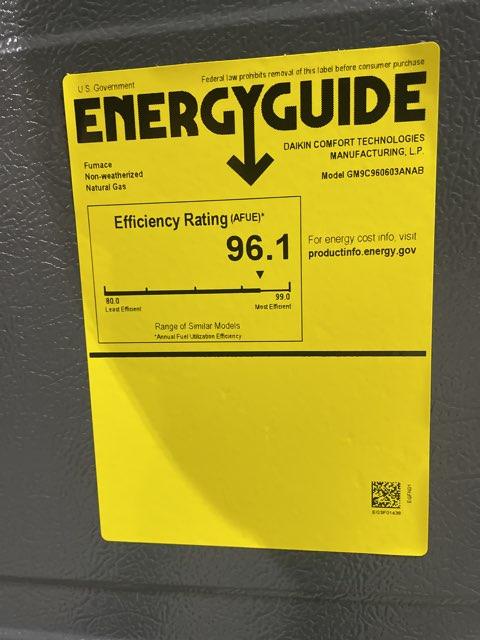 U.S. Government
Federal law prohibits removal of this label before consumer purchase
ENERGYGUIDE
Furnace
Non-weatherized
Natural Gas
DAIKIN COMFORT TECHNOLOGIES
MANUFACTURING, L.P.
Model GM9C960603ANAB
Efficiency Rating (AFUE)*
96.1
80.0
Least Efficient
99.0
Most Efficient
Range of Similar Models
*Annual Fuel Utilization Efficiency
For energy cost info, visit
productinfo.energy.gov